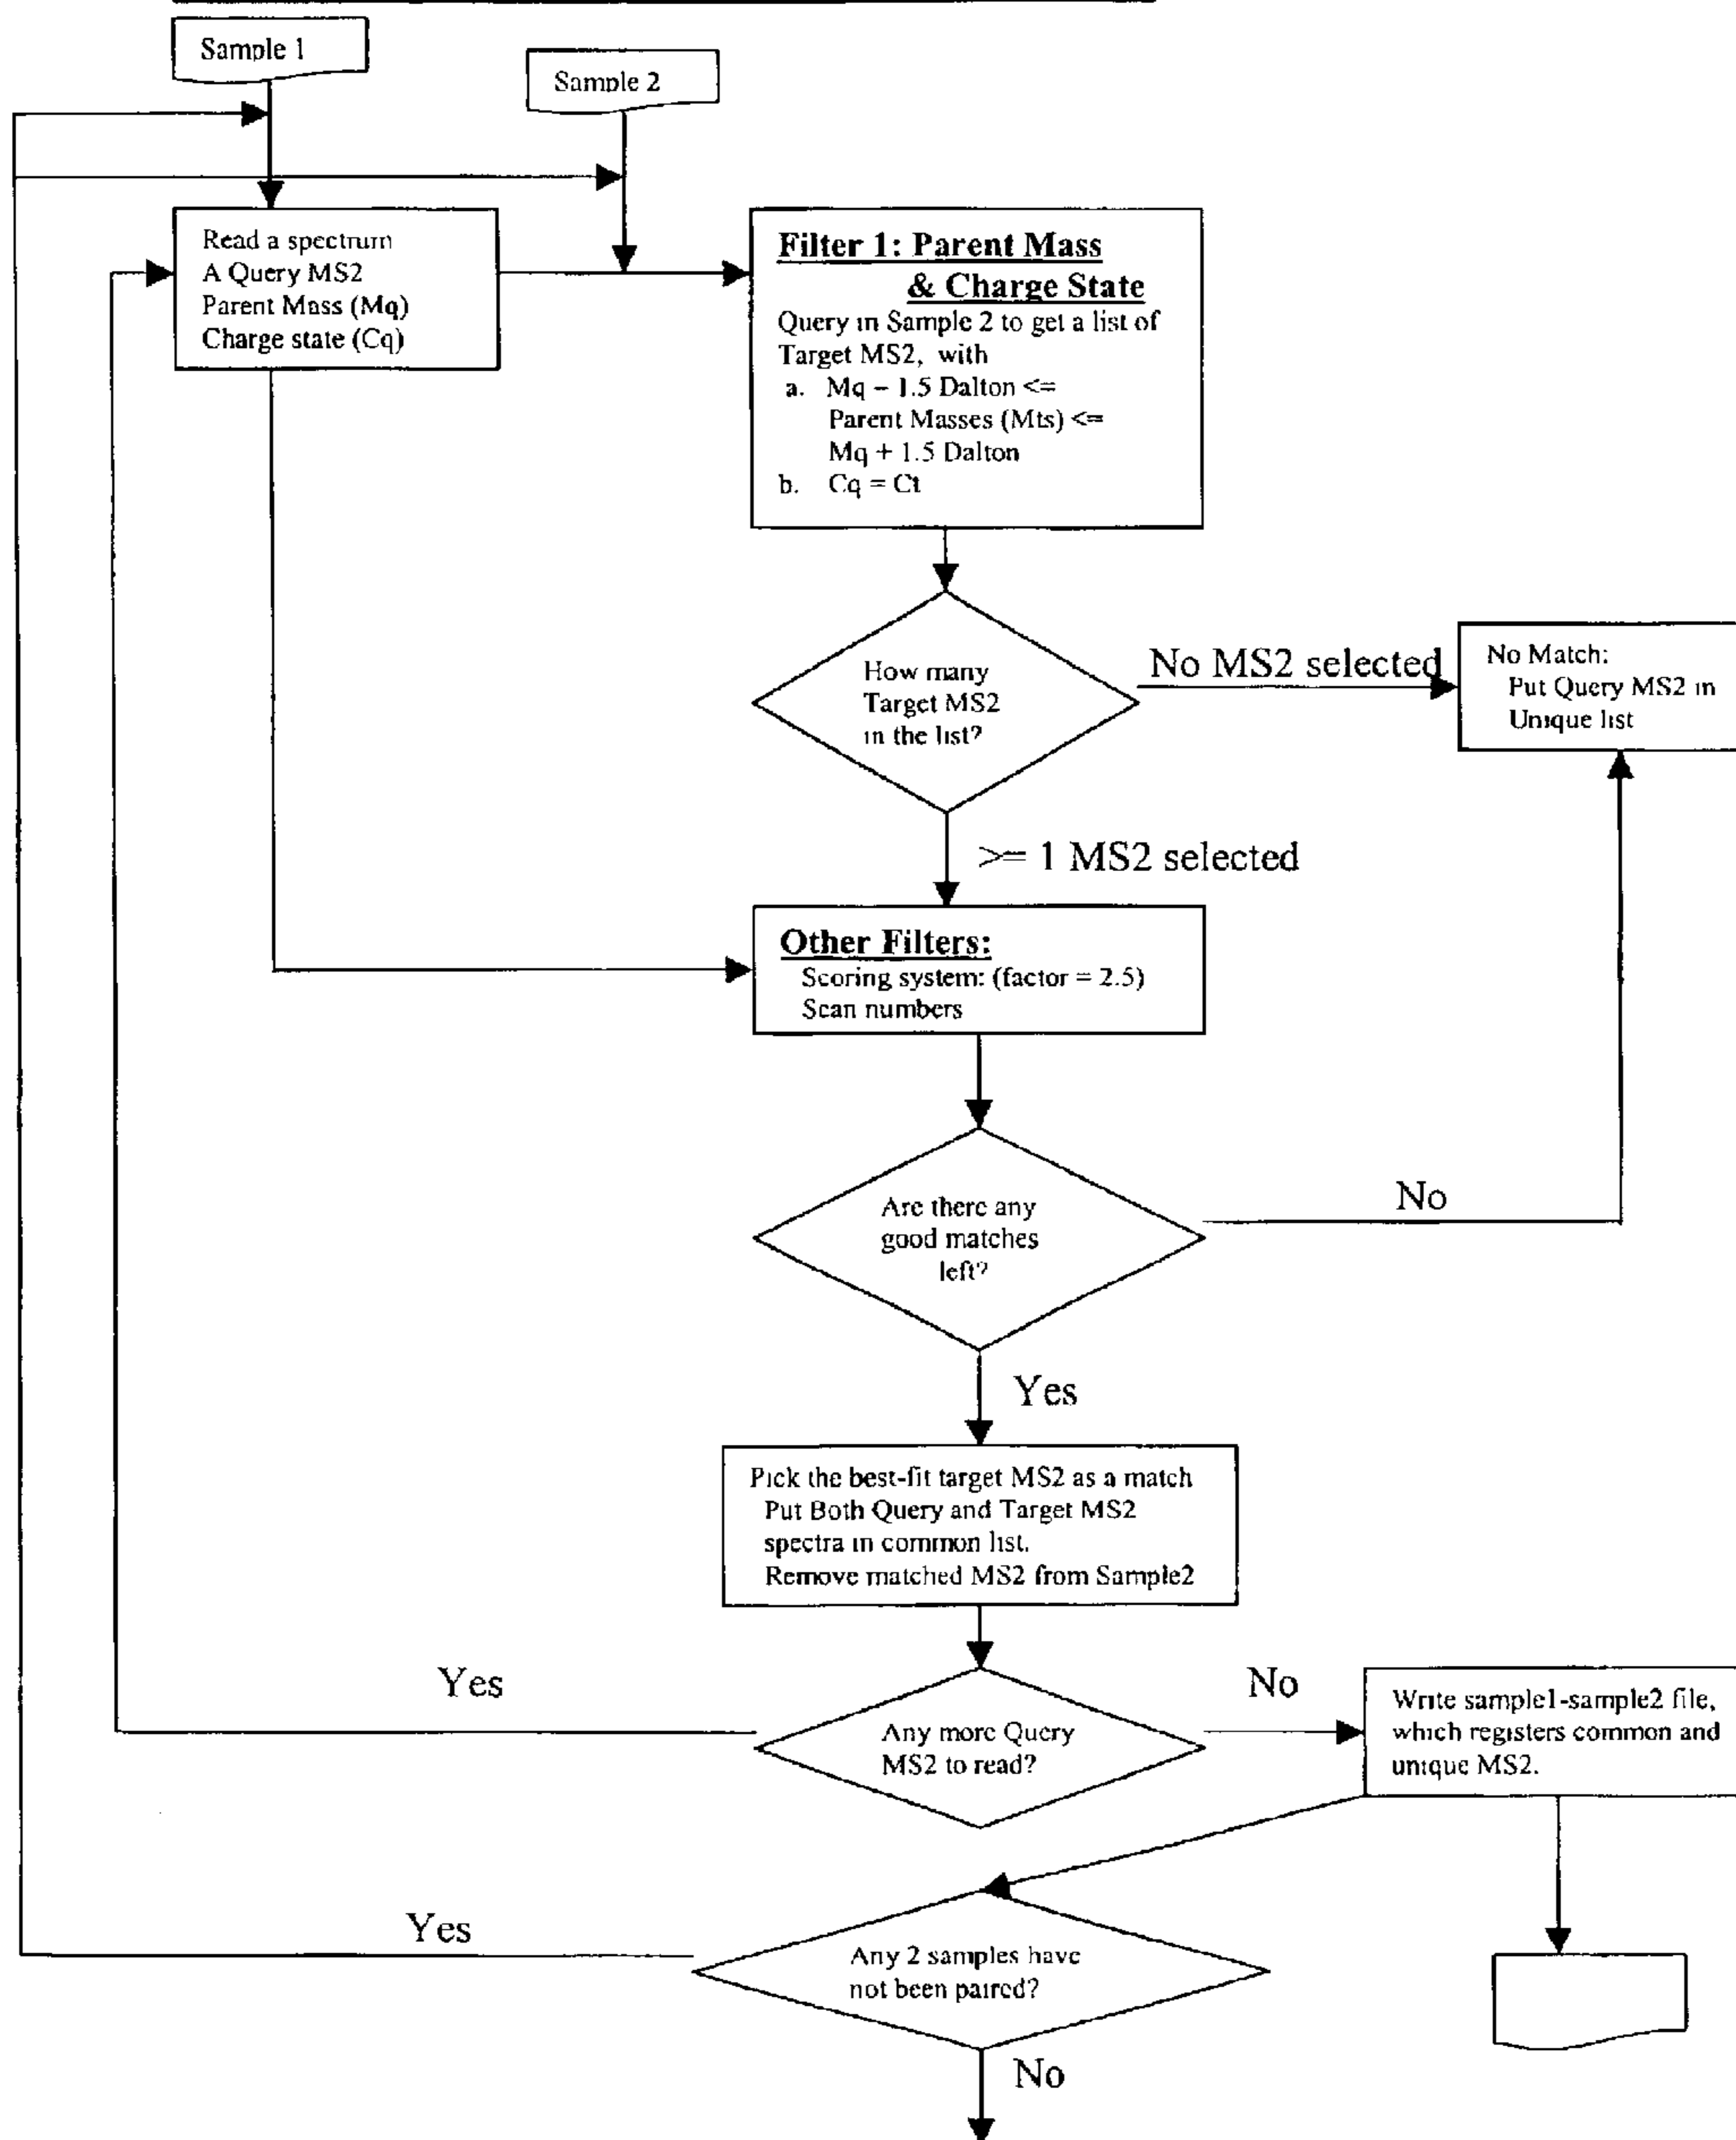 Sample 1
Sample 2
Read a spectrum
A Query MS2
Parent Mass (Mq)
Charge state (Cq)
Filter 1: Parent Mass
& Charge State
Query in Sample 2 to get a list of
Target MS2, with
a. Mq – 1.5 Dalton <=
Parent Masses (Mts) <=
Mq + 1.5 Dalton
b. Cq = Ct
How many
Target MS2
in the list?
No MS2 selected
No Match:
Put Query MS2 in
Unique list
>= 1 MS2 selected
Other Filters:
Scoring system: (factor = 2.5)
Scan numbers
Are there any
good matches
left?
No
Yes
Pick the best-fit target MS2 as a match
Put Both Query and Target MS2
spectra in common list.
Remove matched MS2 from Sample2
Yes
Any more Query
MS2 to read?
No
Write sample1-sample2 file,
which registers common and
unique MS2.
Yes
Any 2 samples have
not been paired?
No